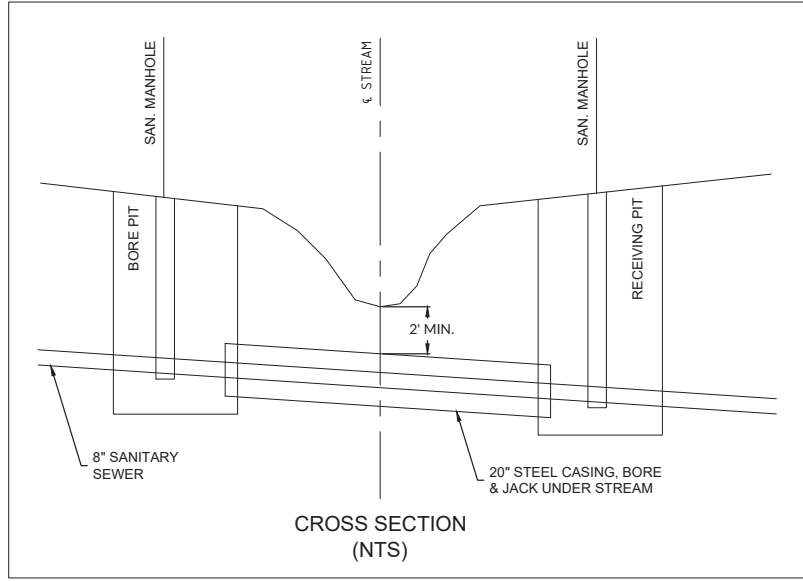 SAN. MANHOLE
℄ STREAM
SAN. MANHOLE
BORE PIT
RECEIVING PIT
2' MIN.
8" SANITARY
SEWER
20" STEEL CASING, BORE
& JACK UNDER STREAM
CROSS SECTION
(NTS)